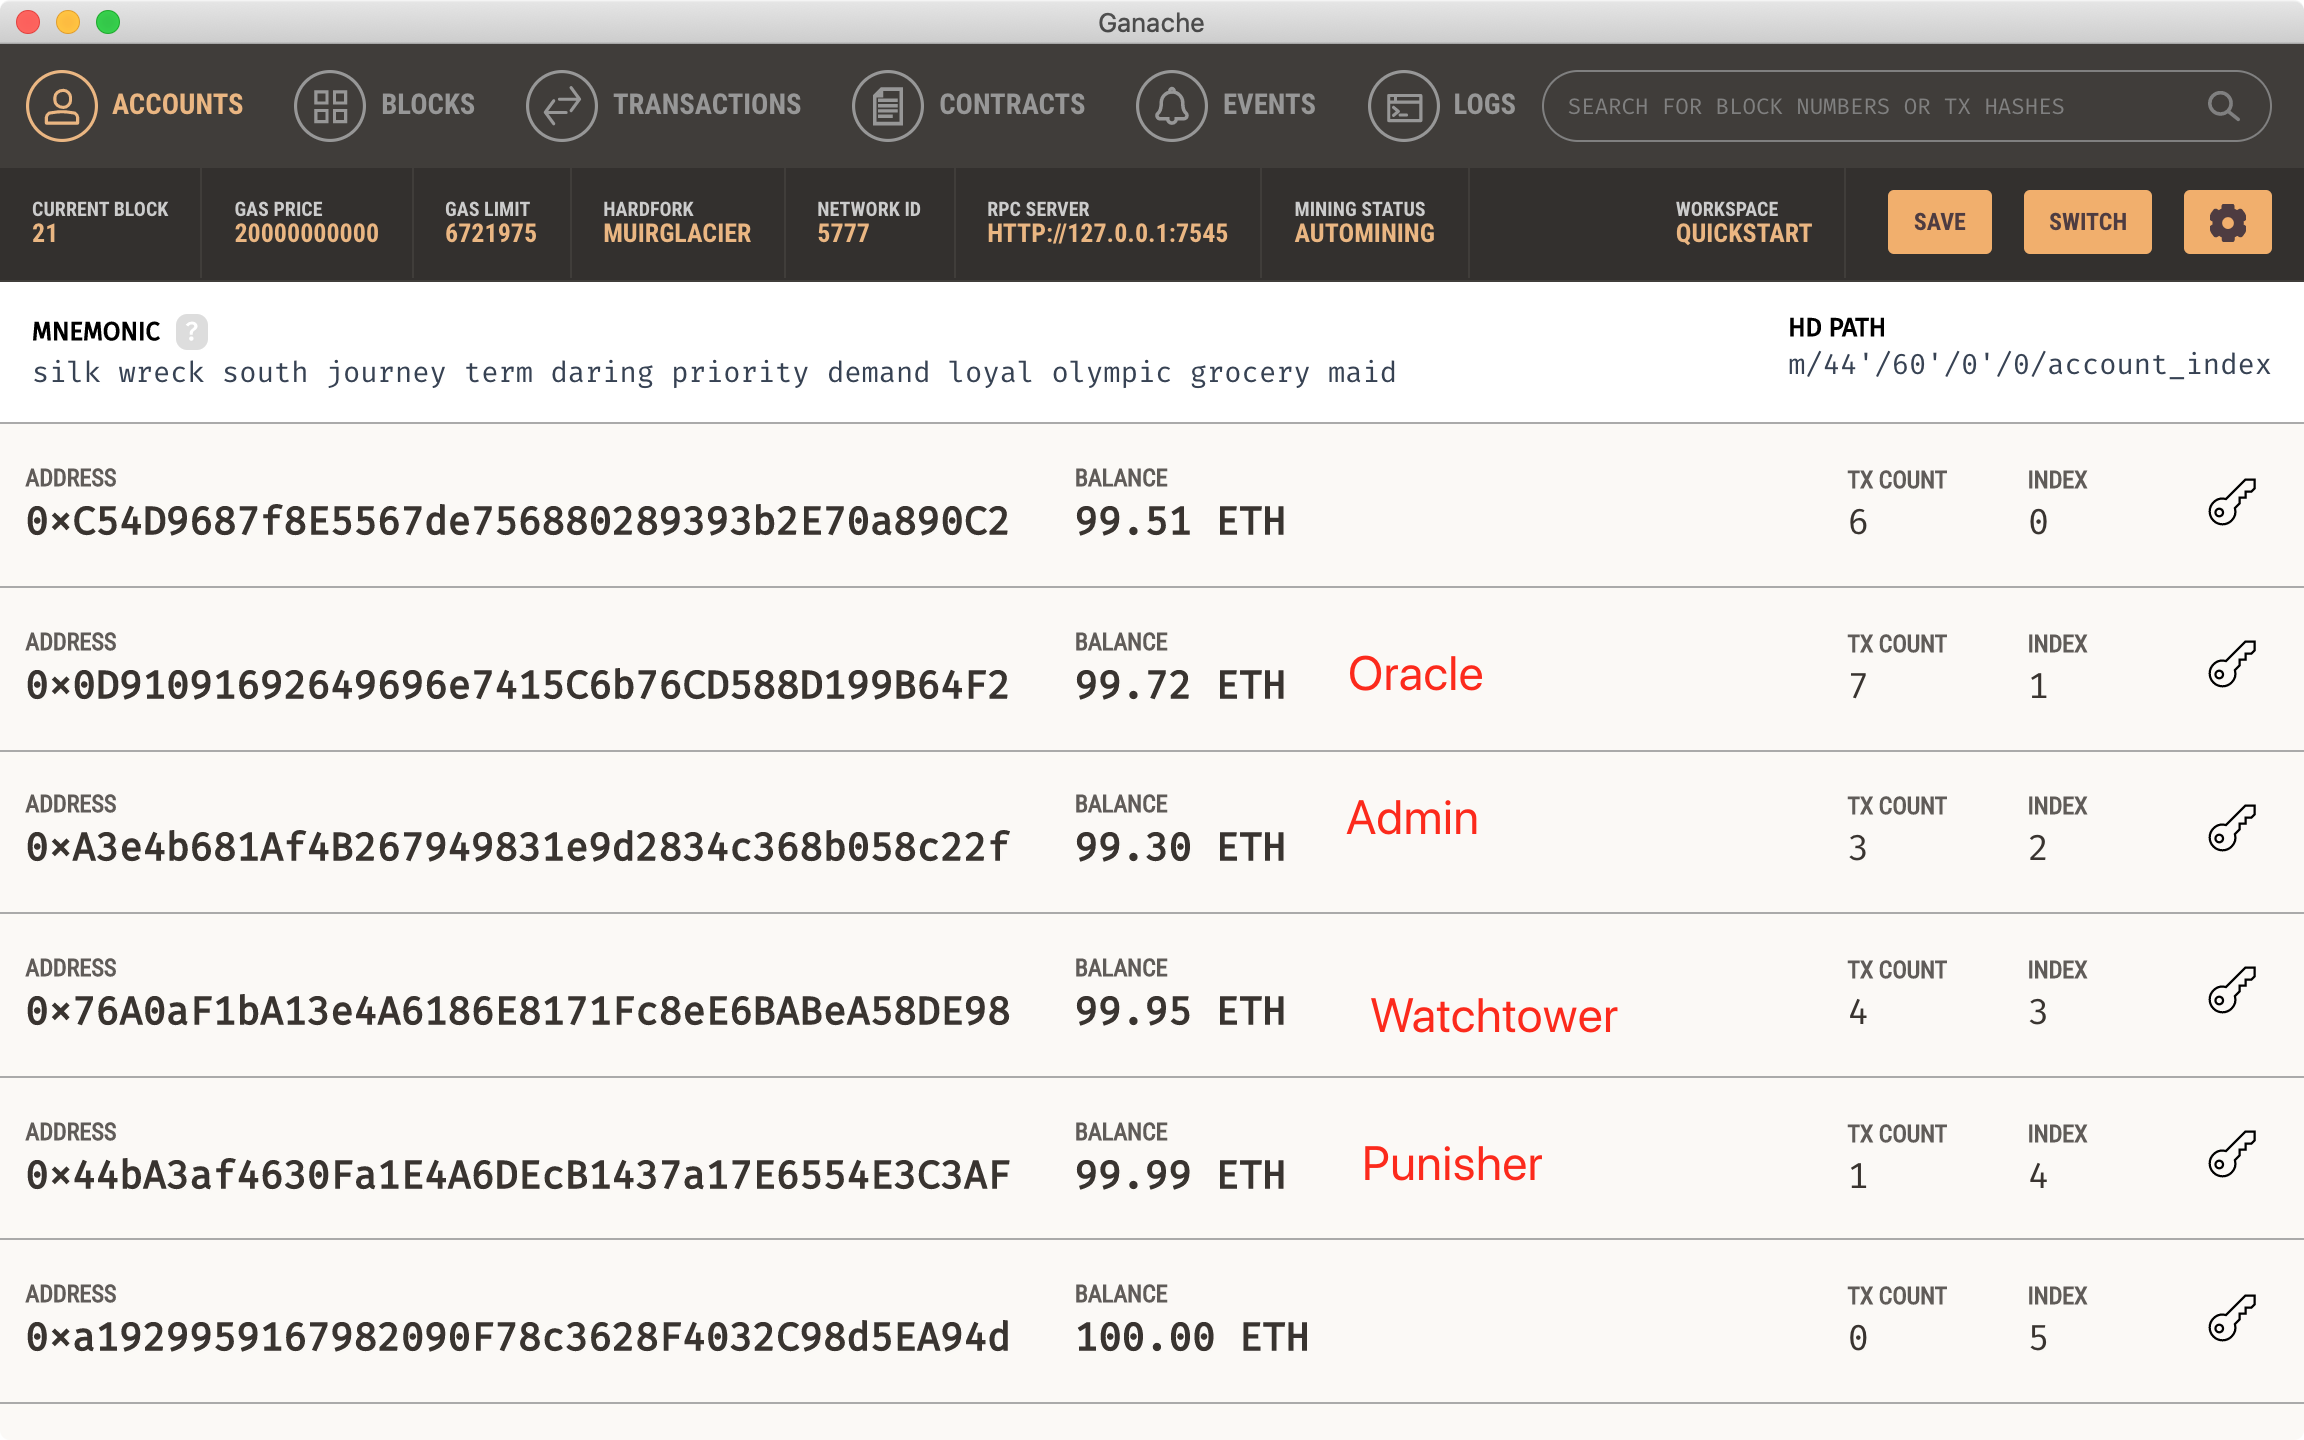 Ganache
ACCOUNTS BLOCKS TRANSACTIONS CONTRACTS EVENTS LOGS SEARCH FOR BLOCK NUMBERS OR TX HASHES
CURRENT BLOCK GAS PRICE GAS LIMIT HARDFORK NETWORK ID RPC SERVER MINING STATUS WORKSPACE
21 20000000000 6721975 MUIRGLACIER 5777 HTTP://127.0.0.1:7545 AUTOMINING QUICKSTART SAVE SWITCH
MNEMONIC ? HD PATH
silk wreck south journey term daring priority demand loyal olympic grocery maid m/44'/60'/0'/0/account_index
ADDRESS BALANCE TX COUNT INDEX
0×C54D9687f8E5567de756880289393b2E70a890C2 99.51 ETH 6 0
ADDRESS BALANCE TX COUNT INDEX
0×0D91091692649696e7415C6b76CD588D199B64F2 99.72 ETH Oracle 7 1
ADDRESS BALANCE Admin TX COUNT INDEX
0×A3e4b681Af4B267949831e9d2834c368b058c22f 99.30 ETH 3 2
ADDRESS BALANCE TX COUNT INDEX
0×76A0aF1bA13e4A6186E8171Fc8eE6BABeA58DE98 99.95 ETH Watchtower 4 3
ADDRESS BALANCE TX COUNT INDEX
0×44bA3af4630Fa1E4A6DEcB1437a17E6554E3C3AF 99.99 ETH Punisher 1 4
ADDRESS BALANCE TX COUNT INDEX
0×a1929959167982090F78c3628F4032C98d5EA94d 100.00 ETH 0 5